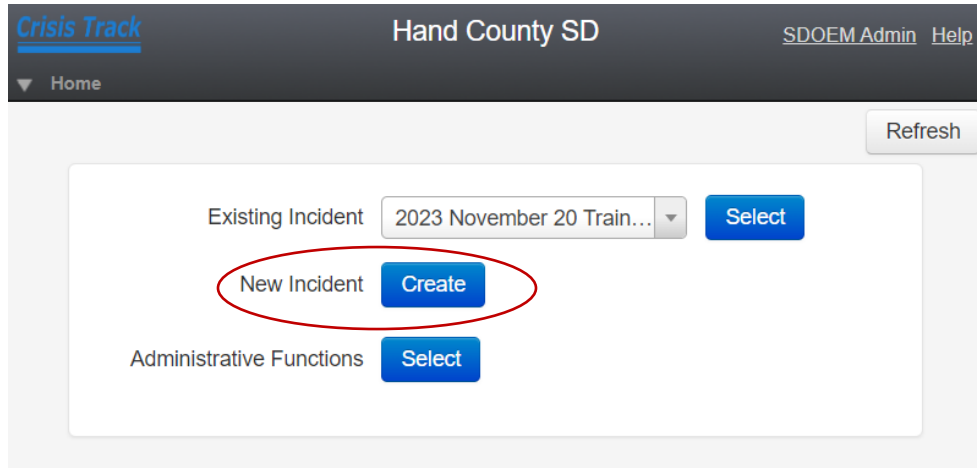 Crisis Track Hand County SD SDOEM Admin Help
Home
Refresh
Existing Incident 2023 November 20 Train... Select
New Incident Create
Administrative Functions Select